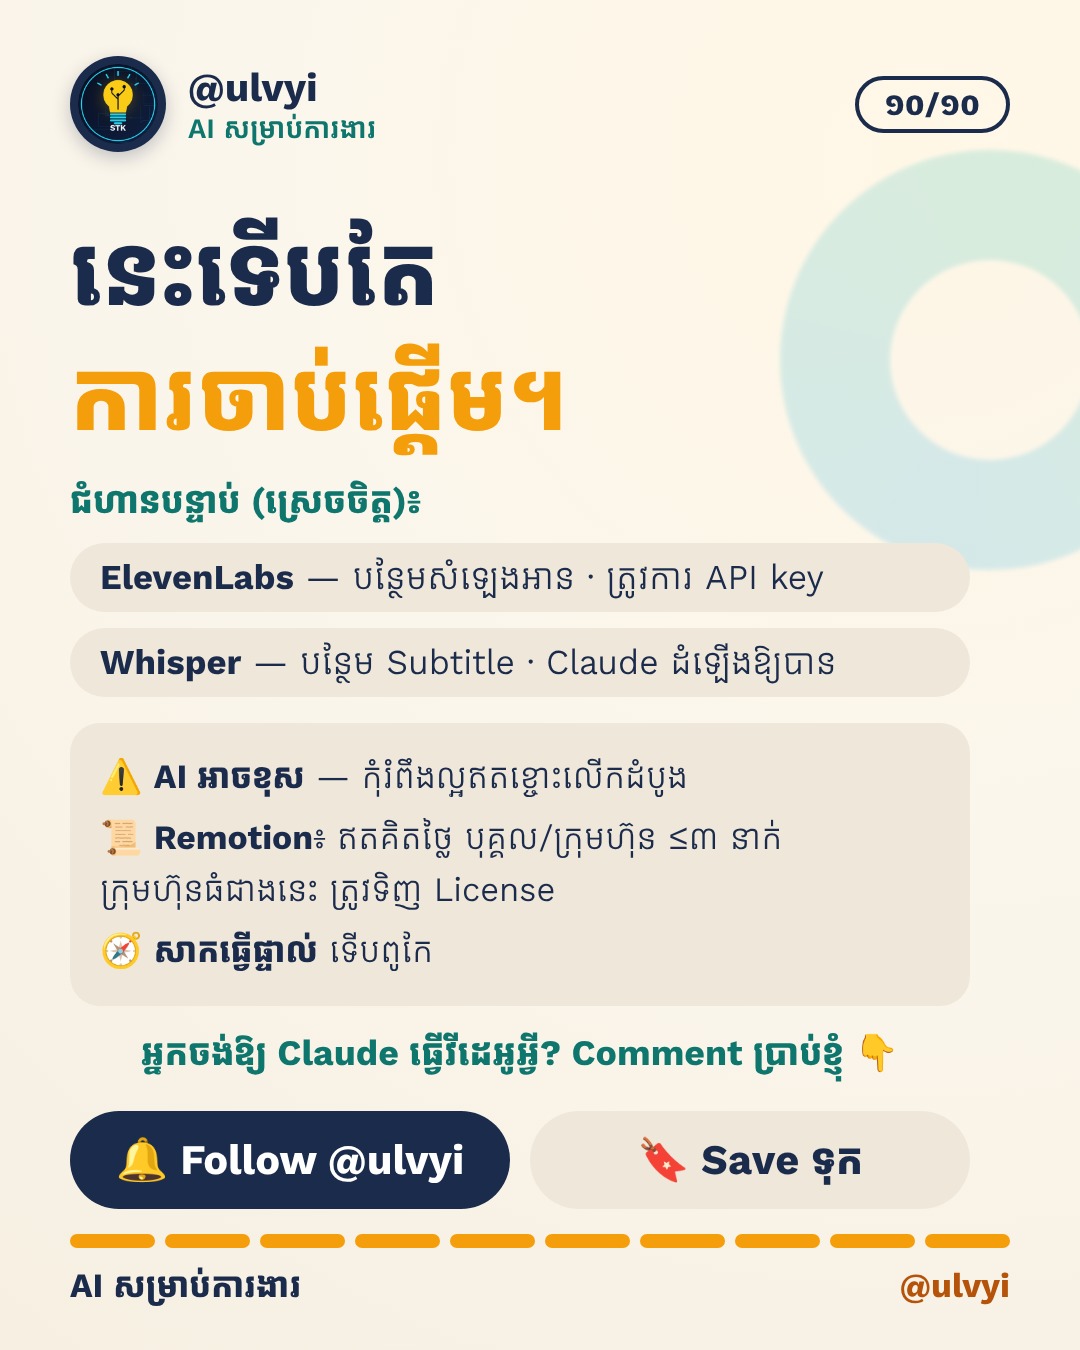 STK
@ulvyi
AI សម្រាប់ការងារ
90/90
នេះទើបតែ
ការចាប់ផ្ដើម។
ជំហានបន្ទាប់ (ស្រេចចិត្ត)៖
ElevenLabs — បន្ថែមសំឡេងអាន · ត្រូវការ API key
Whisper — បន្ថែម Subtitle · Claude ដំឡើងឱ្យបាន
⚠️ AI អាចខុស — កុំរំពឹងល្អឥតខ្ចោះលើកដំបូង
📜 Remotion៖ ឥតគិតថ្លៃ បុគ្គល/ក្រុមហ៊ុន ≤៣ នាក់
ក្រុមហ៊ុនធំជាងនេះ ត្រូវទិញ License
🧭 សាកធ្វើផ្ទាល់ ទើបពូកែ
អ្នកចង់ឱ្យ Claude ធ្វើវីដេអូអ្វី? Comment ប្រាប់ខ្ញុំ 👇
🔔 Follow @ulvyi
🔖 Save ទុក
AI សម្រាប់ការងារ
@ulvyi